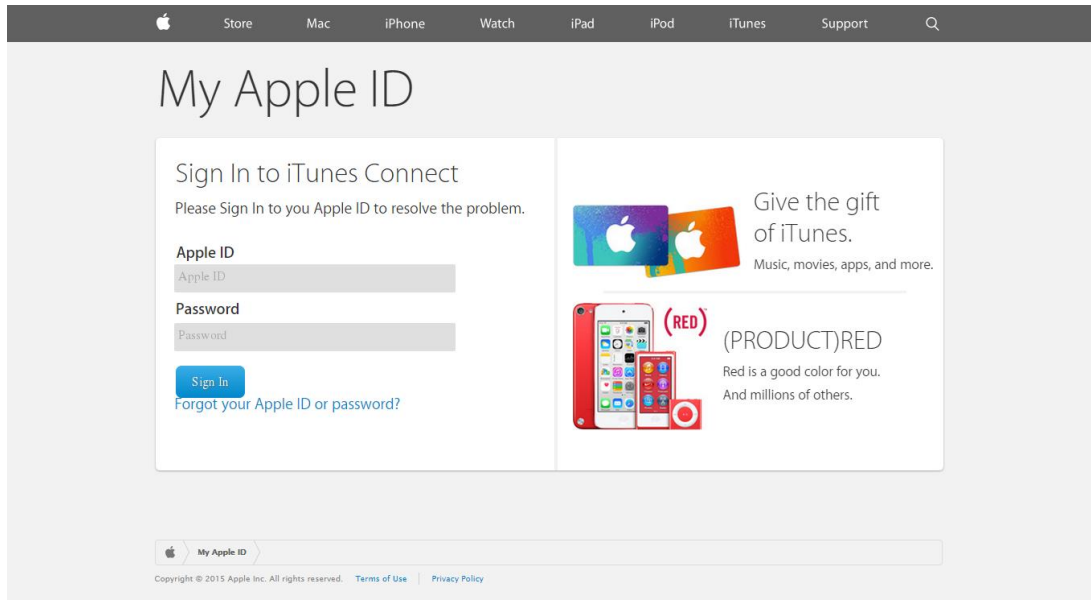 Store Mac iPhone Watch iPad iPod iTunes Support
My Apple ID
Sign In to iTunes Connect
Please Sign In to you Apple ID to resolve the problem.
Apple ID
Apple ID
Password
Password
Sign In
Forgot your Apple ID or password?
Give the gift
of iTunes.
Music, movies, apps, and more.
(RED)
(PRODUCT)RED
Red is a good color for you.
And millions of others.
My Apple ID
Copyright © 2015 Apple Inc. All rights reserved. Terms of Use | Privacy Policy